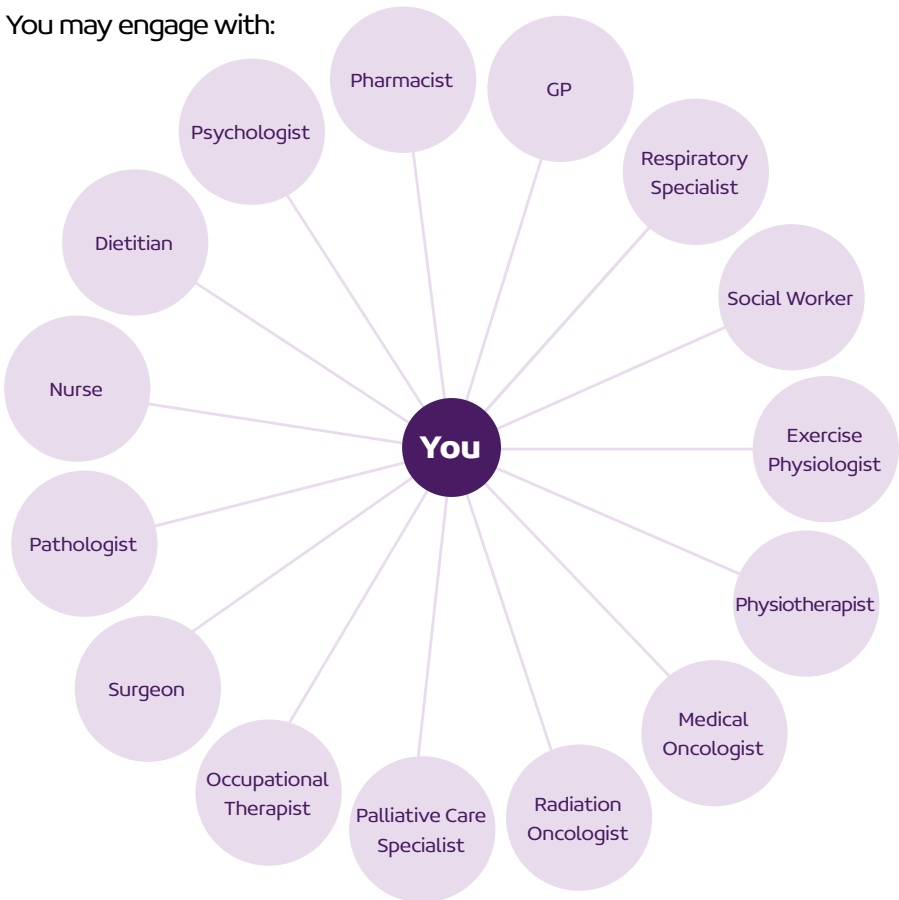 You may engage with:
Pharmacist
GP
Respiratory
Specialist
Social Worker
Exercise
Physiologist
Physiotherapist
Medical
Oncologist
Radiation
Oncologist
Palliative Care
Specialist
Occupational
Therapist
Surgeon
Pathologist
Nurse
Dietitian
Psychologist
You